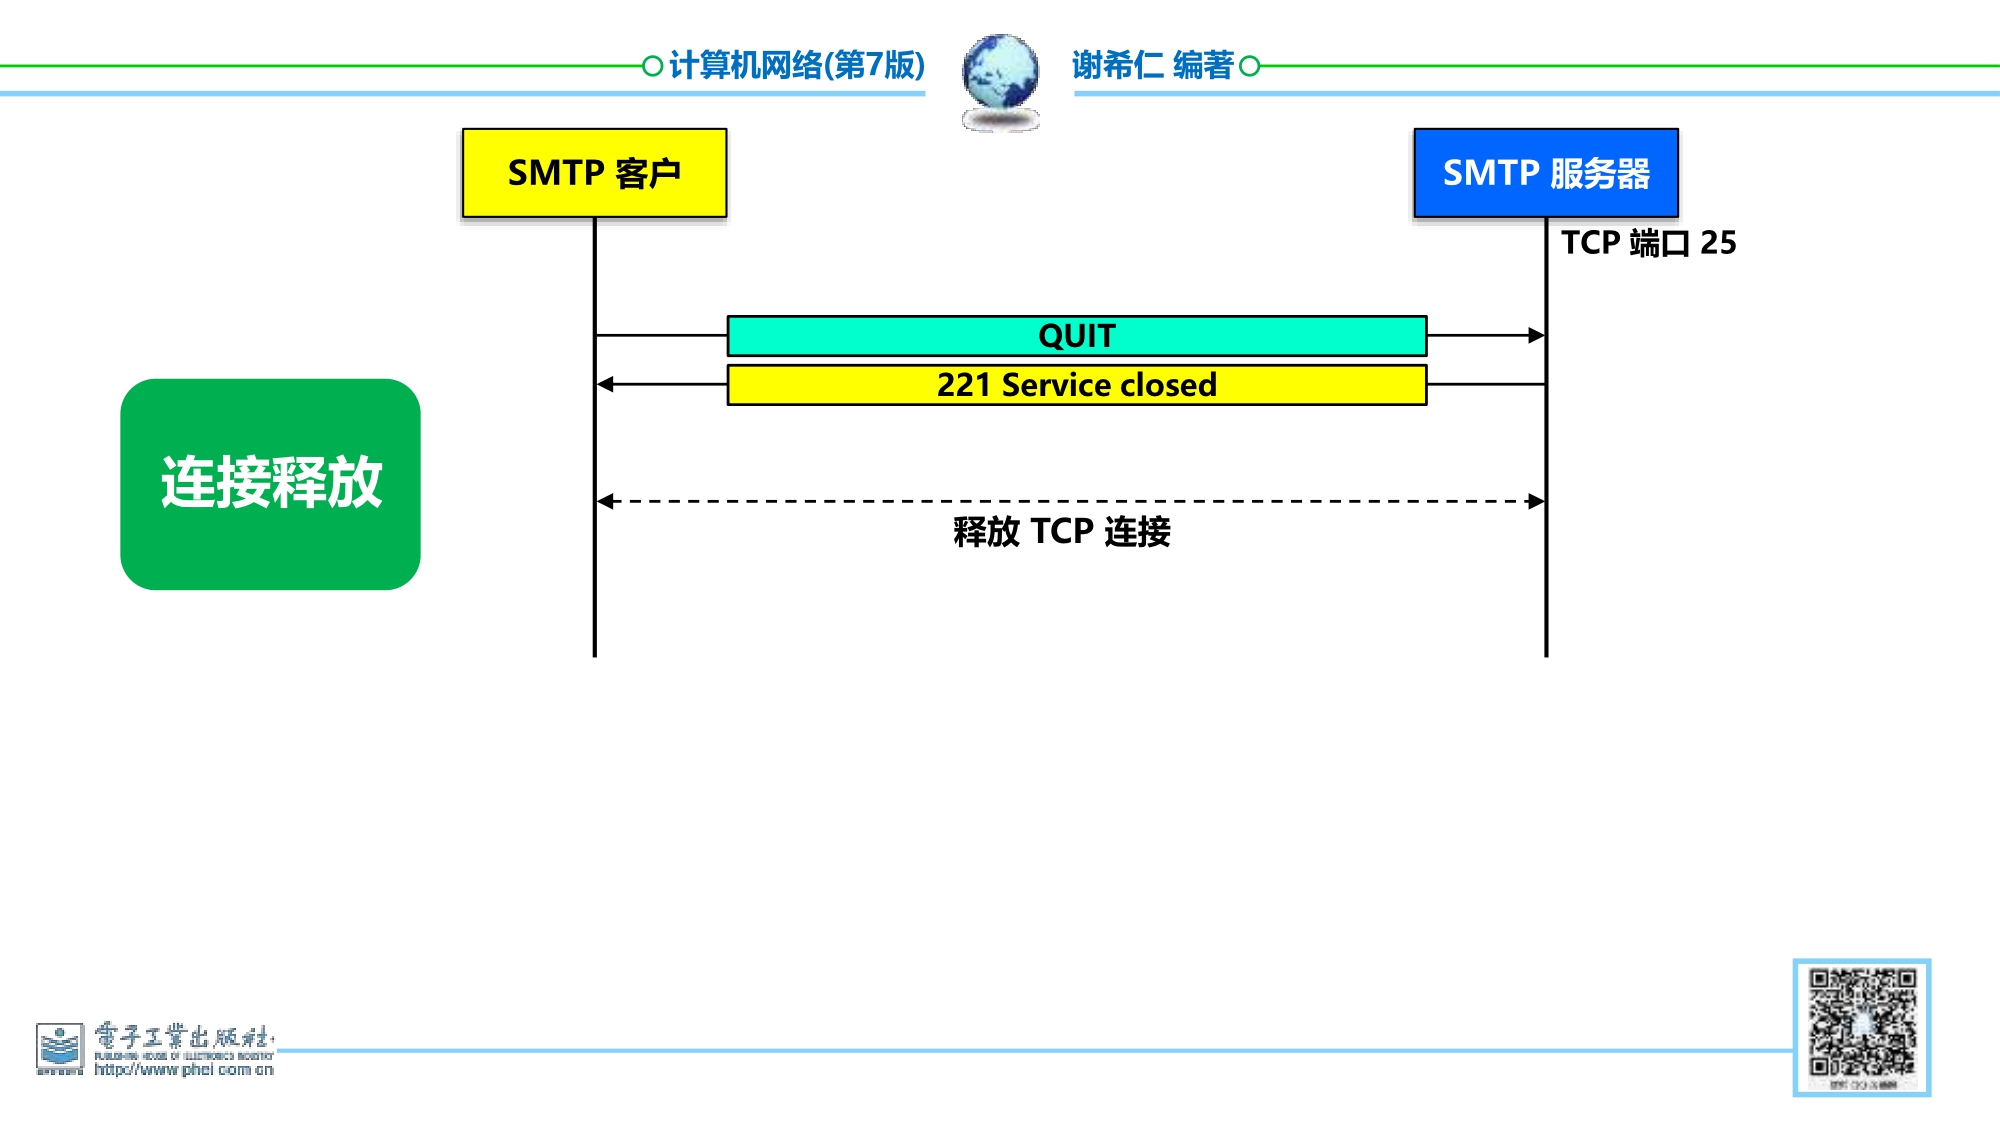 计算机网络(第7版)
谢希仁 编著
SMTP 客户
SMTP 服务器
TCP 端口 25
QUIT
221 Service closed
连接释放
释放 TCP 连接
電子工業出版社
PUBLISHING HOUSE OF ELECTRONICS INDUSTRY
http://www.phei.com.cn